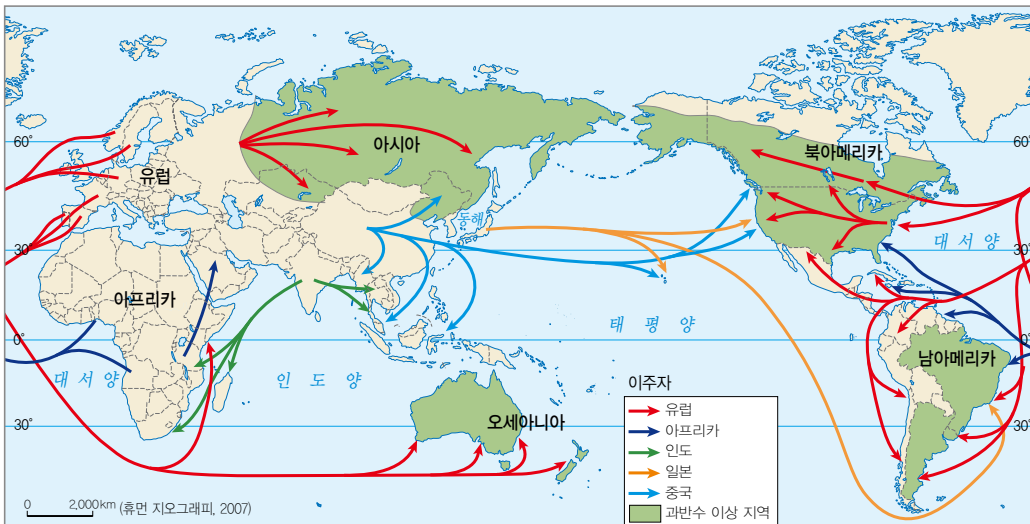 60°
아시아
북아메리카
60°
유럽
동해
30°
30°
대서양
아프리카
태평양
0°
0°
남아메리카
대서양
인도양
이주자
오세아니아
유럽
30°
30°
아프리카
인도
일본
중국
과반수 이상 지역
0 2,000km (휴먼 지오그래피, 2007)